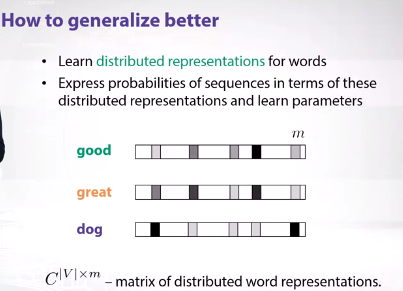 How to generalize better
• Learn distributed representations for words
• Express probabilities of sequences in terms of these
distributed representations and learn parameters
m
good
great
dog
C^{|V|×m} – matrix of distributed word representations.